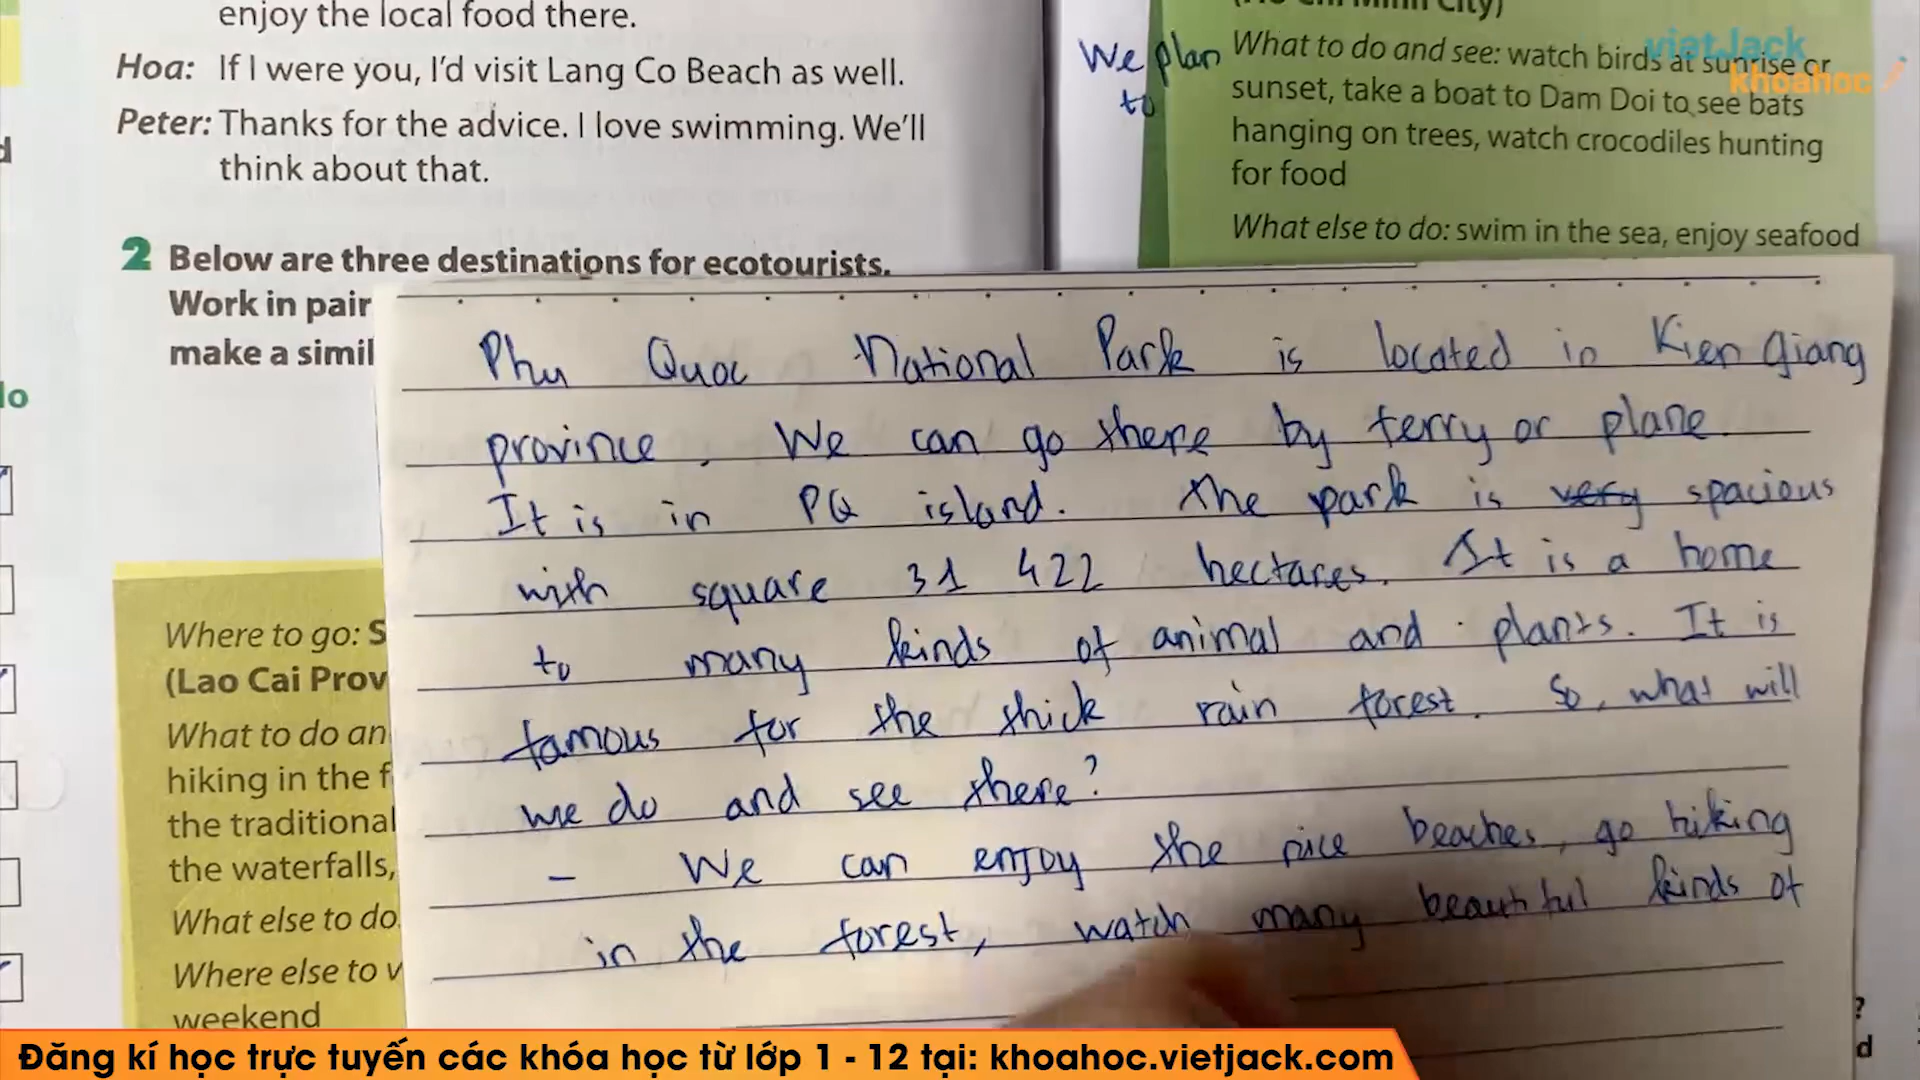 enjoy the local food there.
Hoa: If I were you, I'd visit Lang Co Beach as well.
Peter: Thanks for the advice. I love swimming. We'll
think about that.
2 Below are three destinations for ecotourists.
Work in pair
make a simil
lo
Where to go: S
(Lao Cai Prov
What to do an
hiking in the f
the traditional
the waterfalls,
What else to do
Where else to v
weekend
We plan
to
City)
What to do and see: watch birds at sunrise or
sunset, take a boat to Dam Doi to see bats
hanging on trees, watch crocodiles hunting
for food
What else to do: swim in the sea, enjoy seafood
vietJack
khoahoc
Phu Quoc National Park is located in Kien Giang
province. We can go there by ferry or plane.
It is in PQ island. The park is very spacious
with square 31 422 hectares. It is a home
to many kinds of animal and plants. It is
famous for the thick rain forest. So, what will
we do and see there?
- We can enjoy the nice beaches, go hiking
in the forest, watch many beautiful kinds of
?
d
Đăng kí học trực tuyến các khóa học từ lớp 1 - 12 tại: khoahoc.vietjack.com